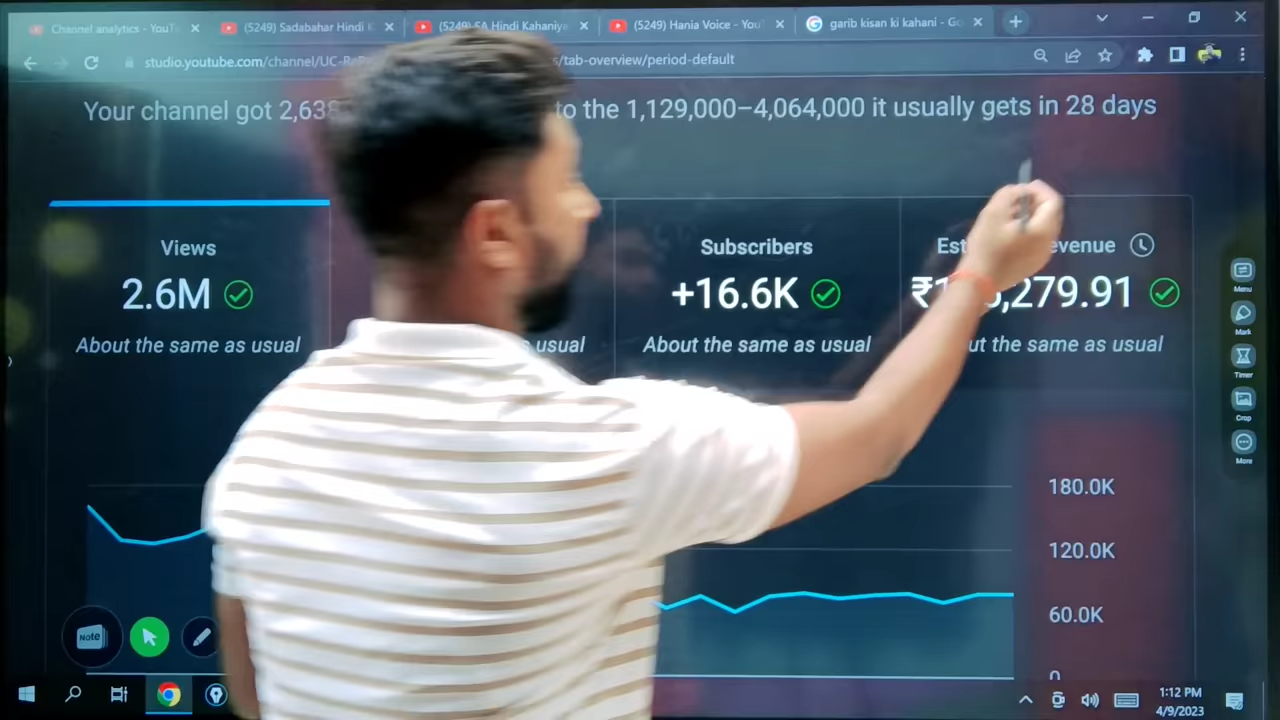 Channel analytics - YouT
(5249) Sadabahar Hindi K
(5249) SA Hindi Kahaniya
(5249) Hania Voice - YouT
garib kisan ki kahani - Go
studio.youtube.com/channel/UC- /tab-overview/period-default
Your channel got 2,638 to the 1,129,000–4,064,000 it usually gets in 28 days
Views
2.6M
About the same as usual
usual
Subscribers
+16.6K
About the same as usual
Est evenue
₹1 ,279.91
ut the same as usual
180.0K
120.0K
60.0K
0
Menu
Mark
Timer
Crop
More
Note
1:12 PM
4/9/2023